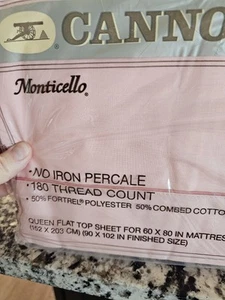 CANNO
Monticello®
•NO IRON PERCALE
•180 THREAD COUNT
•50% FORTREL® POLYESTER 50% COMBED COTTO
QUEEN FLAT TOP SHEET FOR 60 X 80 IN MATTRES
(152 X 203 CM) (90 X 102 IN FINISHED SIZE)